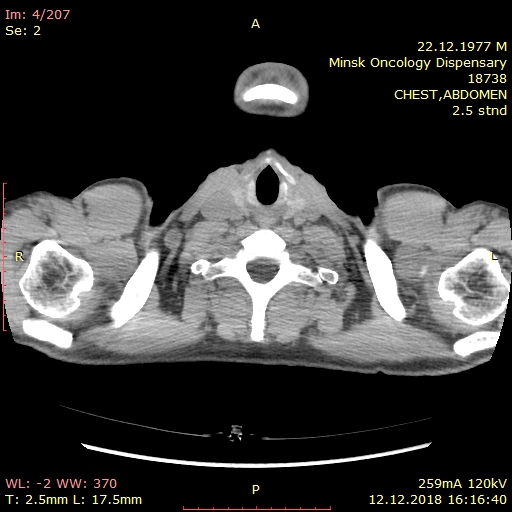 Im: 4/207
Se: 2
A
22.12.1977 M
Minsk Oncology Dispensary
18738
CHEST,ABDOMEN
2.5 stnd
R
L
WL: -2 WW: 370
T: 2.5mm L: 17.5mm
P
259mA 120kV
12.12.2018 16:16:40